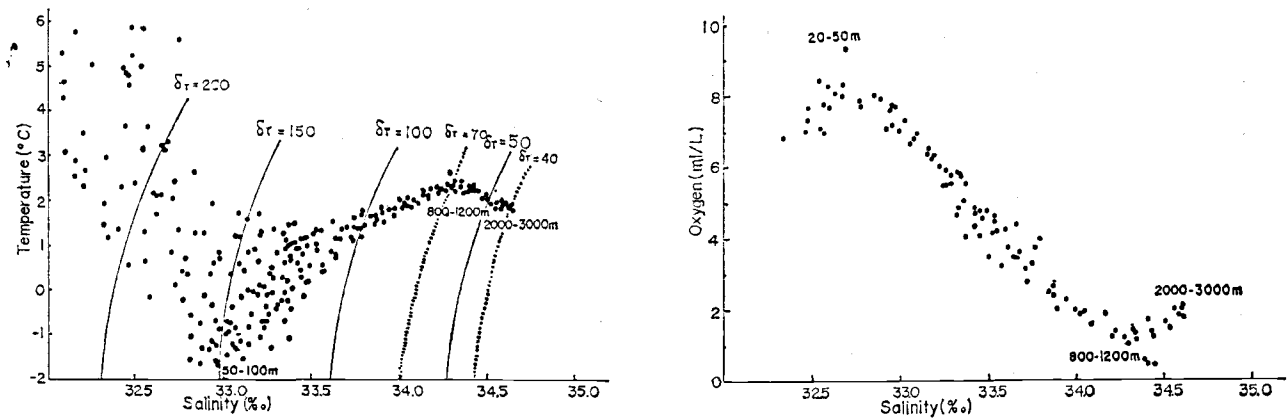 6
5
4
3
2
1
0
-1
-2
Temperature (°C)
δT=200
δT=150
δT=100
δT=70
δT=50
δT=40
800-1200m
2000-3000m
50-100m
32.5
33.0
33.5
34.0
34.5
35.0
Salinity (‰)
10
8
6
4
2
0
Oxygen (ml/L.)
20-50m
2000-3000m
800-1200m
32.5
33.0
33.5
34.0
34.5
35.0
Salinity (‰)